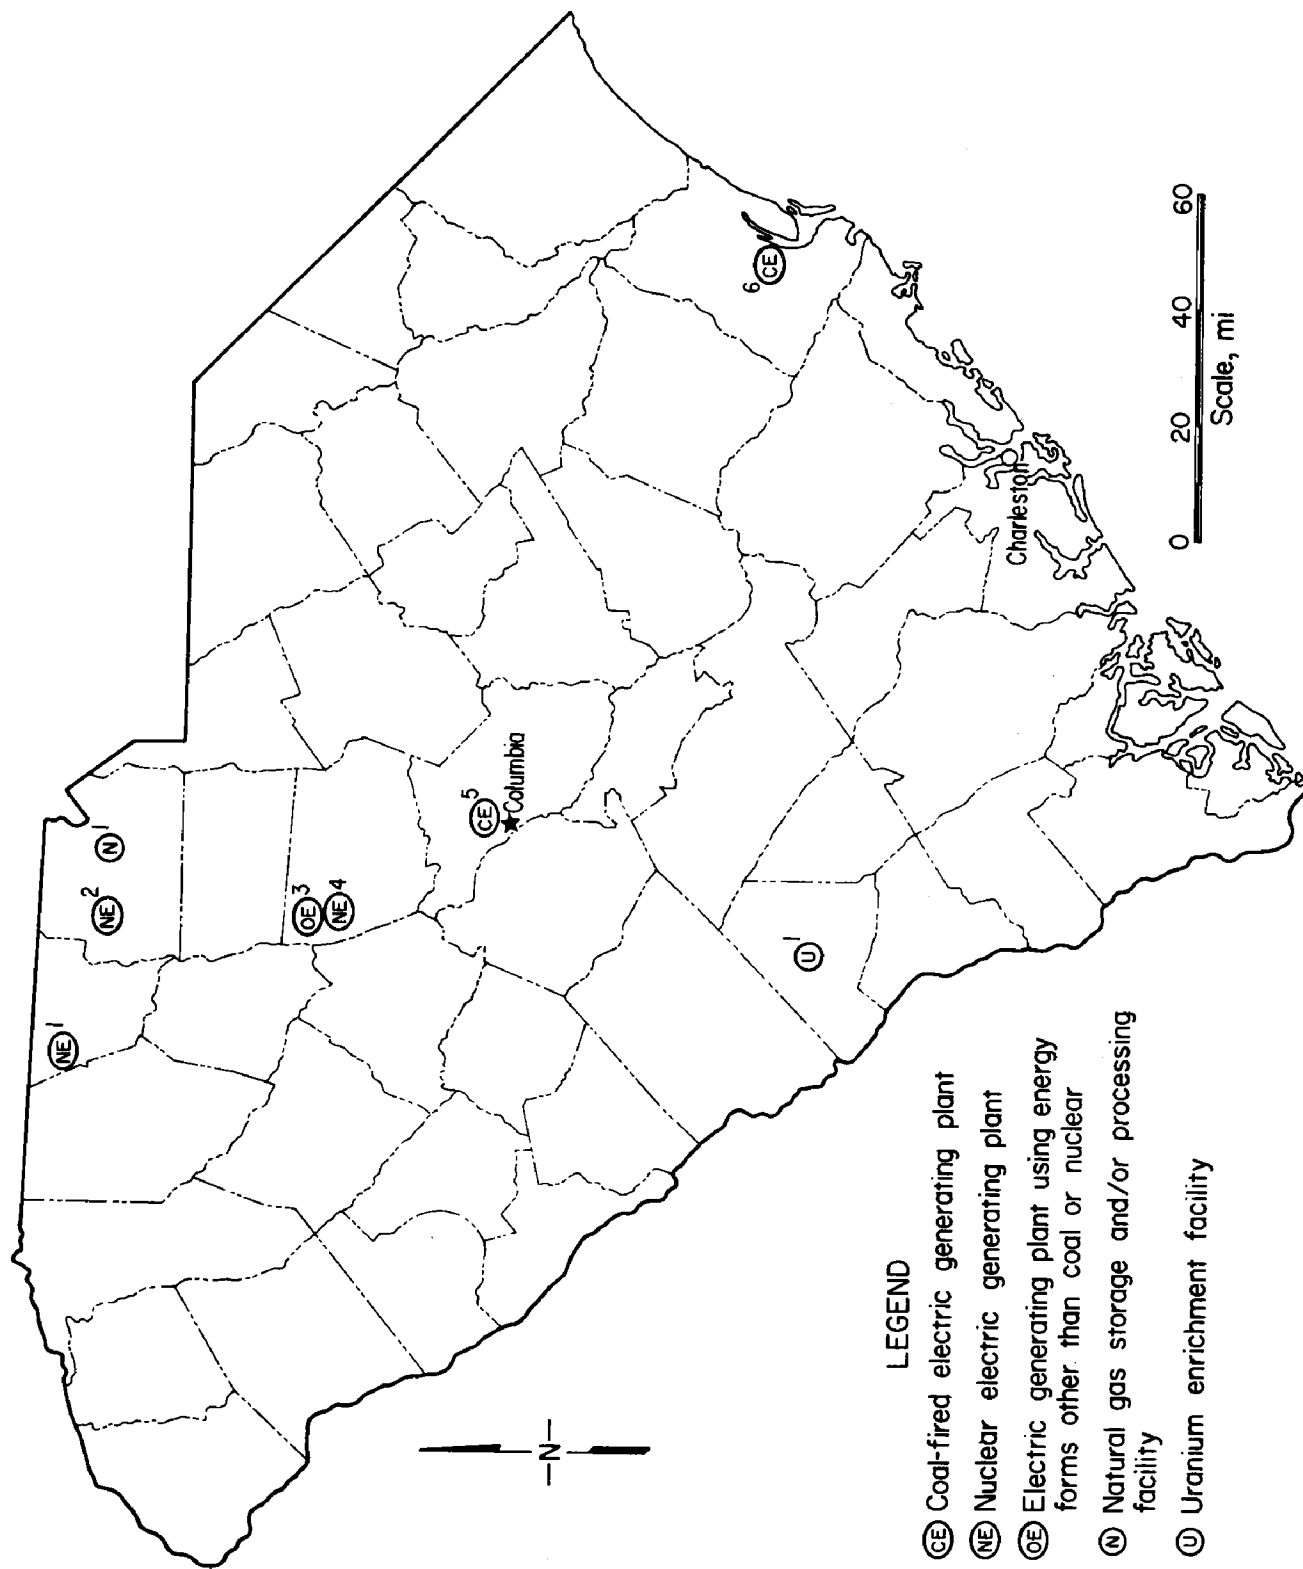 NE 1
NE 2
N 1
OE 3
NE 4
CE 5
Columbia
CE 6
U 1
Charleston
-N-
0 20 40 60
Scale, mi
LEGEND
CE Coal-fired electric generating plant
NE Nuclear electric generating plant
OE Electric generating plant using energy
forms other than coal or nuclear
N Natural gas storage and/or processing
facility
U Uranium enrichment facility